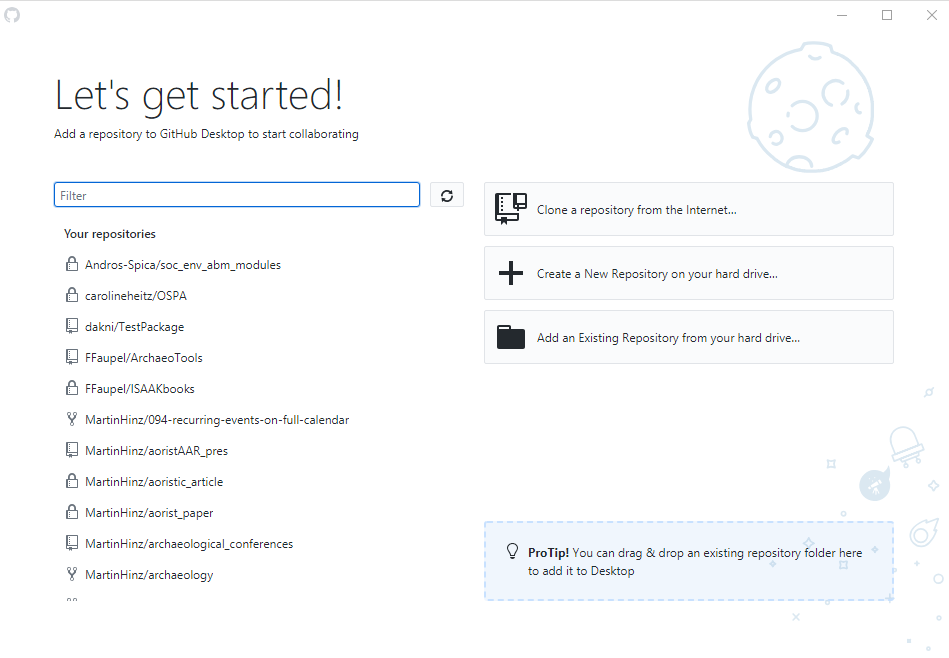 Let's get started!
Add a repository to GitHub Desktop to start collaborating
Filter
Your repositories
Andros-Spica/soc_env_abm_modules
carolineheitz/OSPA
dakni/TestPackage
FFaupel/ArchaeoTools
FFaupel/ISAAKbooks
MartinHinz/094-recurring-events-on-full-calendar
MartinHinz/aoristAAR_pres
MartinHinz/aoristic_article
MartinHinz/aorist_paper
MartinHinz/archaeological_conferences
MartinHinz/archaeology
Clone a repository from the Internet...
Create a New Repository on your hard drive...
Add an Existing Repository from your hard drive...
ProTip! You can drag & drop an existing repository folder here
to add it to Desktop